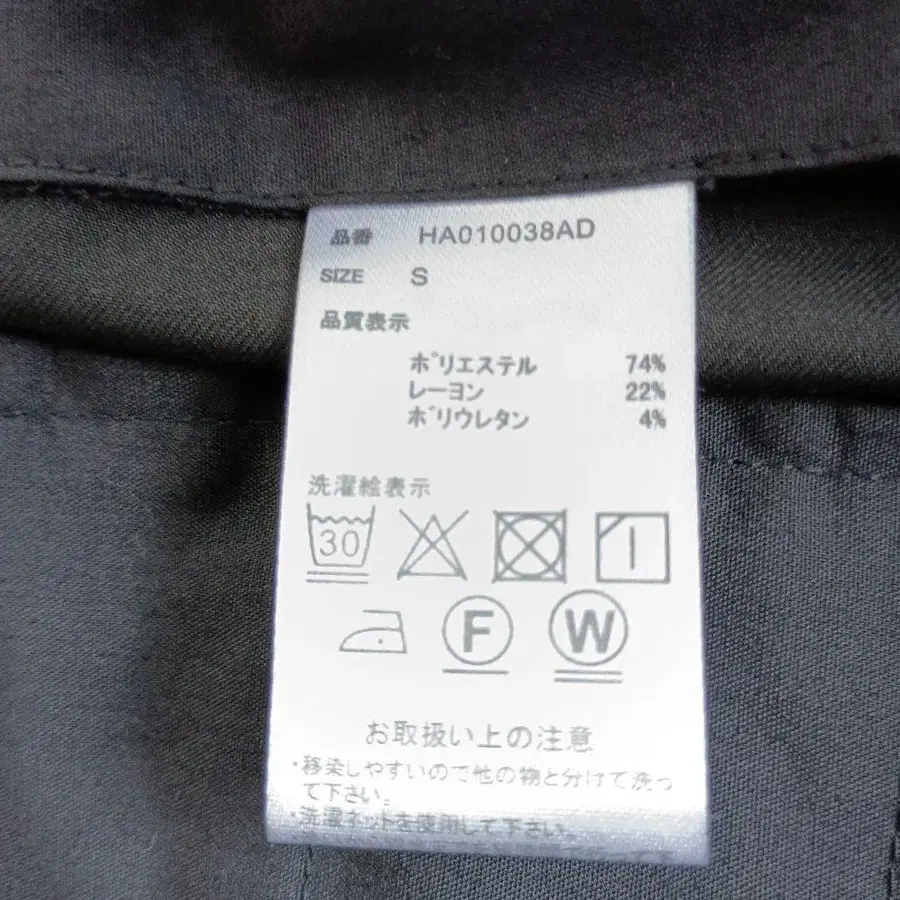 品番 HA010038AD
SIZE S
品質表示
ポリエステル 74%
レーヨン 22%
ポリウレタン 4%
洗濯絵表示
30
F W
お取扱い上の注意
・移染しやすいので他の物と分けて洗っ
て下さい。
・洗濯ネットを使用して下さい。